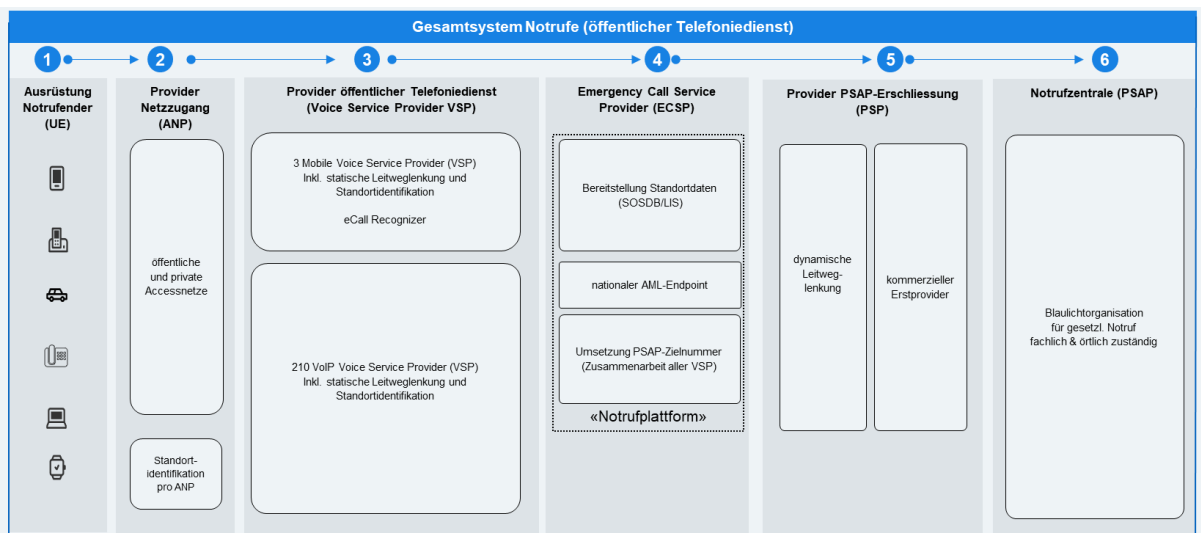 Gesamtsystem Notrufe (öffentlicher Telefoniedienst)
1
2
3
4
5
6
Ausrüstung
Notrufender
(UE)
Provider
Netzzugang
(ANP)
öffentliche
und private
Accessnetze
Standort-
identifikation
pro ANP
Provider öffentlicher Telefoniedienst
(Voice Service Provider VSP)
3 Mobile Voice Service Provider (VSP)
Inkl. statische Leitweglenkung und
Standortidentifikation
eCall Recognizer
210 VoIP Voice Service Provider (VSP)
Inkl. statische Leitweglenkung und
Standortidentifikation
Emergency Call Service
Provider (ECSP)
Bereitstellung Standortdaten
(SOSDB/LIS)
nationaler AML-Endpoint
Umsetzung PSAP-Zielnummer
(Zusammenarbeit aller VSP)
«Notrufplattform»
Provider PSAP-Erschliessung
(PSP)
dynamische
Leitweg-
lenkung
kommerzieller
Erstprovider
Notrufzentrale (PSAP)
Blaulichtorganisation
für gesetzl. Notruf
fachlich & örtlich zuständig